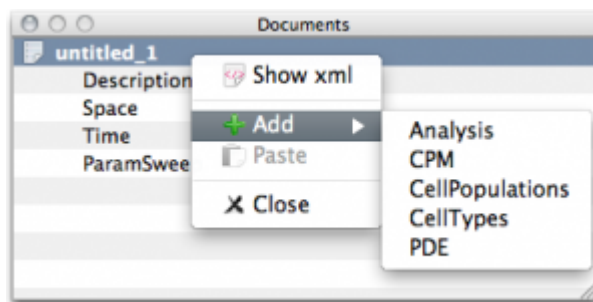 Documents
untitled_1
Description
Space
Time
ParamSwee
Show xml
Add
Paste
Close
Analysis
CPM
CellPopulations
CellTypes
PDE